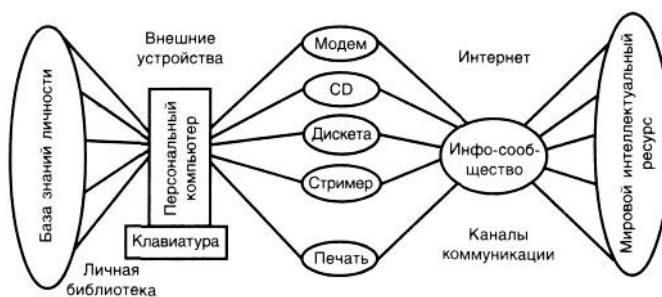 Внешние
устройства
Модем
Интернет
CD
Дискета
Стример
Печать
База знаний личности
Персональный
компьютер
Клавиатура
Личная
библиотека
Инфо-сооб-
щество
Каналы
коммуникации
Мировой интеллектуальный
ресурс